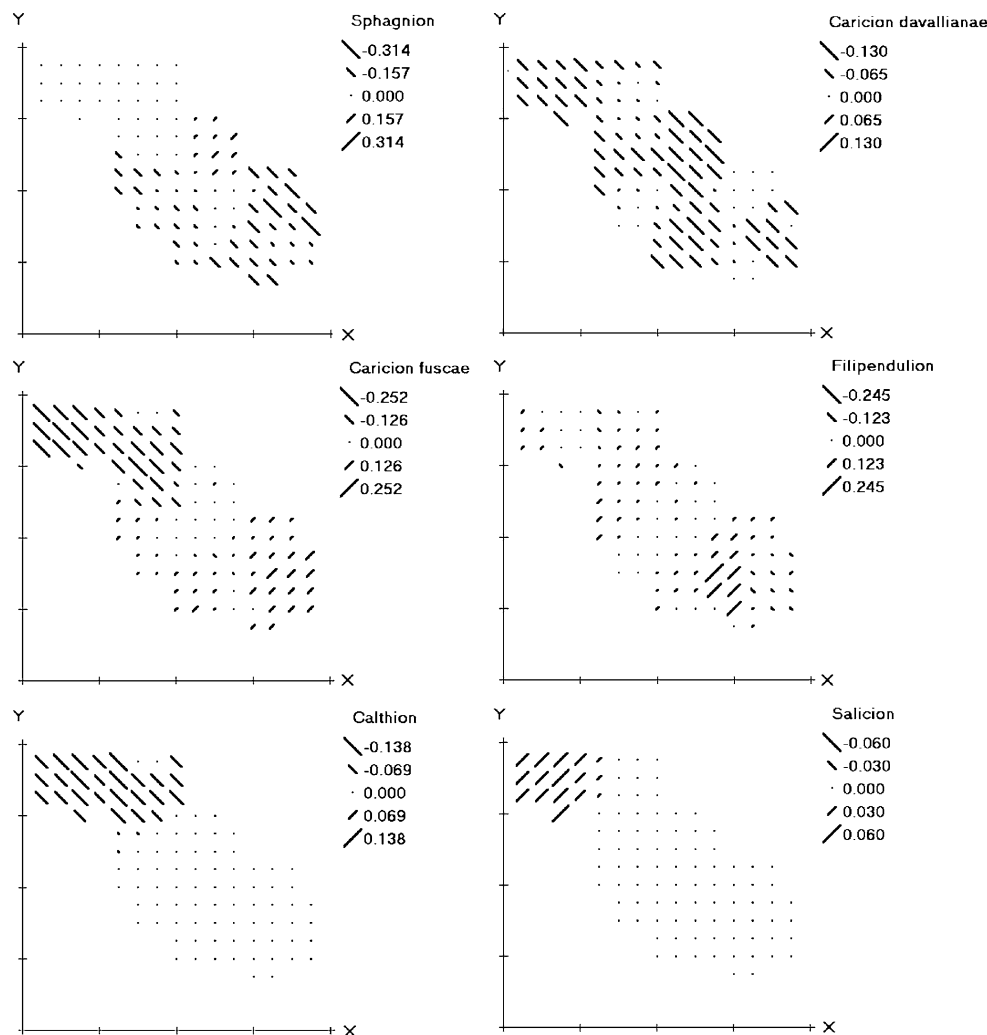 Y
Sphagnion
-0.314
-0.157
0.000
0.157
0.314
X
Y
Caricion davallianae
-0.130
-0.065
0.000
0.065
0.130
X
Y
Caricion fuscae
-0.252
-0.126
0.000
0.126
0.252
X
Y
Filipendulion
-0.245
-0.123
0.000
0.123
0.245
X
Y
Calthion
-0.138
-0.069
0.000
0.069
0.138
X
Y
Salicion
-0.060
-0.030
0.000
0.030
0.060
X